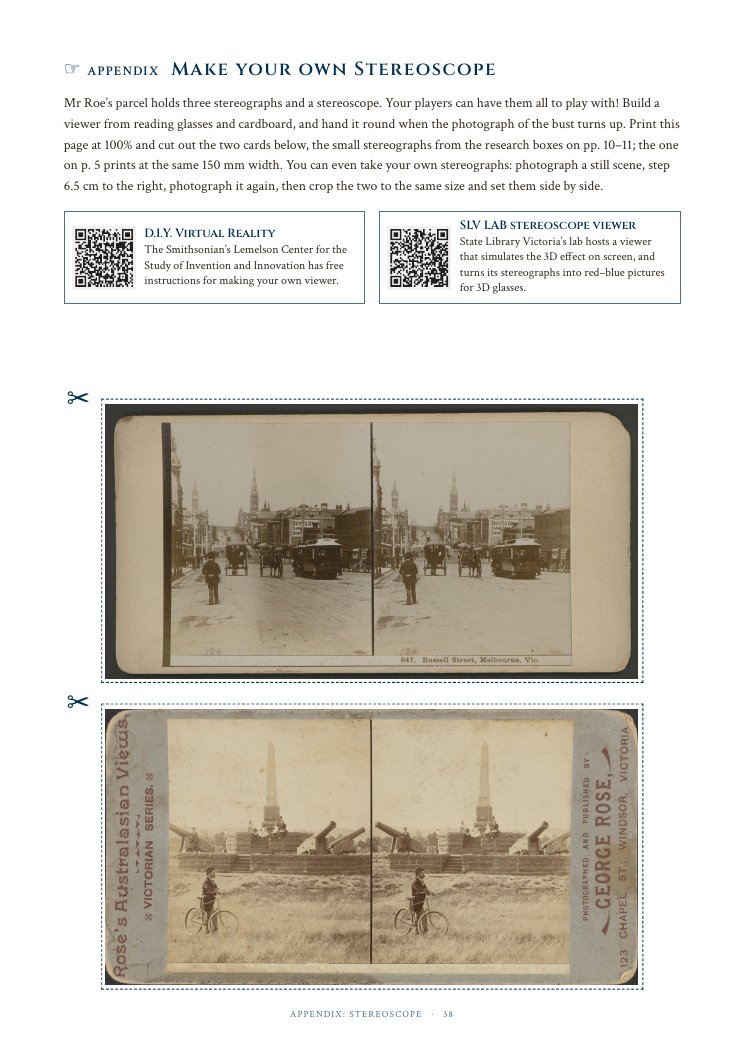 ☞ APPENDIX Make your own Stereoscope
Mr Roe’s parcel holds three stereographs and a stereoscope. Your players can have them all to play with! Build a
viewer from reading glasses and cardboard, and hand it round when the photograph of the bust turns up. Print this
page at 100% and cut out the two cards below, the small stereographs from the research boxes on pp. 10–11; the one
on p. 5 prints at the same 150 mm width. You can even take your own stereographs: photograph a still scene, step
6.5 cm to the right, photograph it again, then crop the two to the same size and set them side by side.
D.I.Y. Virtual Reality
The Smithsonian’s Lemelson Center for the
Study of Invention and Innovation has free
instructions for making your own viewer.
SLV LAB stereoscope viewer
State Library Victoria’s lab hosts a viewer
that simulates the 3D effect on screen, and
turns its stereographs into red–blue pictures
for 3D glasses.
647. Russell Street, Melbourne, Vic.
Rose's Australasian Views.
VICTORIAN SERIES.
PHOTOGRAPHED AND PUBLISHED BY
GEORGE ROSE,
123 CHAPEL ST., WINDSOR, VICTORIA
APPENDIX: STEREOSCOPE · 38